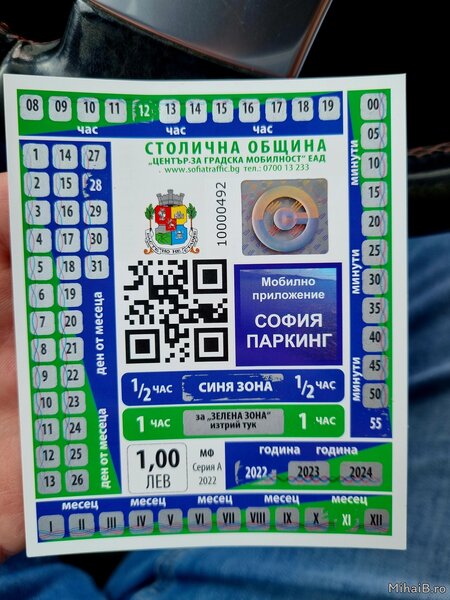 08 09 10 11 12 13 14 15 16 17 18 19
час час час
СТОЛИЧНА ОБЩИНА
„ЦЕНТЪР ЗА ГРАДСКА МОБИЛНОСТ" ЕАД
www.sofiatraffic.bg тел.: 0700 13 233
1 14 27
2 15 28
3 16 29
4 17 30
5 18 31
6 19
7 20
8 21
9 22
10 23
11 24
12 25
13 26
ден от месеца
den от месеца
10000492
Мобилно
приложение
СОФИЯ
ПАРКИНГ
00
05
10
15
20
25
30
35
40
45
50
55
минути
минути
минути
1/2 ЧАС СИНЯ ЗОНА 1/2 ЧАС
1 ЧАС за „ЗЕЛЕНА ЗОНА" изтрий тук 1 ЧАС
1,00
ЛЕВ
МФ
Серия А
2022
година година
2022 2023 2024
месец месец месец месец месец
I II III IV V VI VII VIII IX X XI XII
MihaiB.ro